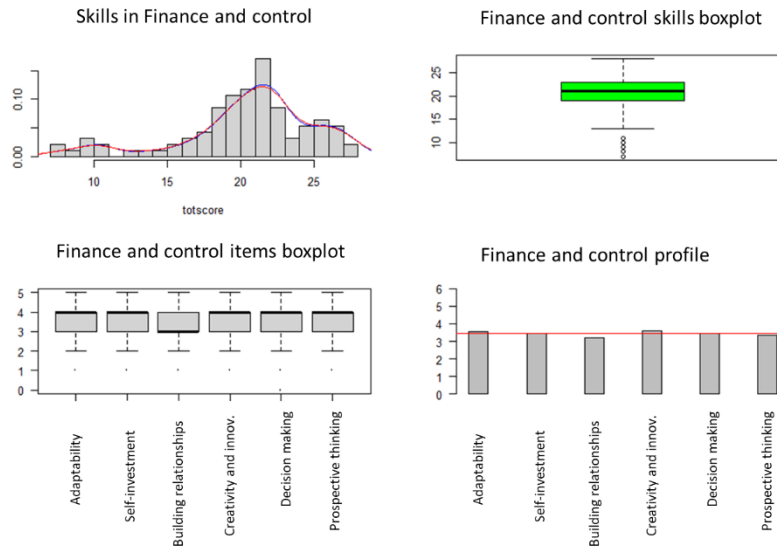 Skills in Finance and control
0.00
0.10
10
15
20
25
totscore
Finance and control skills boxplot
10
15
20
25
Finance and control items boxplot
0
1
2
3
4
5
Adaptability
Self-investment
Building relationships
Creativity and innov.
Decision making
Prospective thinking
Finance and control profile
0
1
2
3
4
5
6
Adaptability
Self-investment
Building relationships
Creativity and innov.
Decision making
Prospective thinking